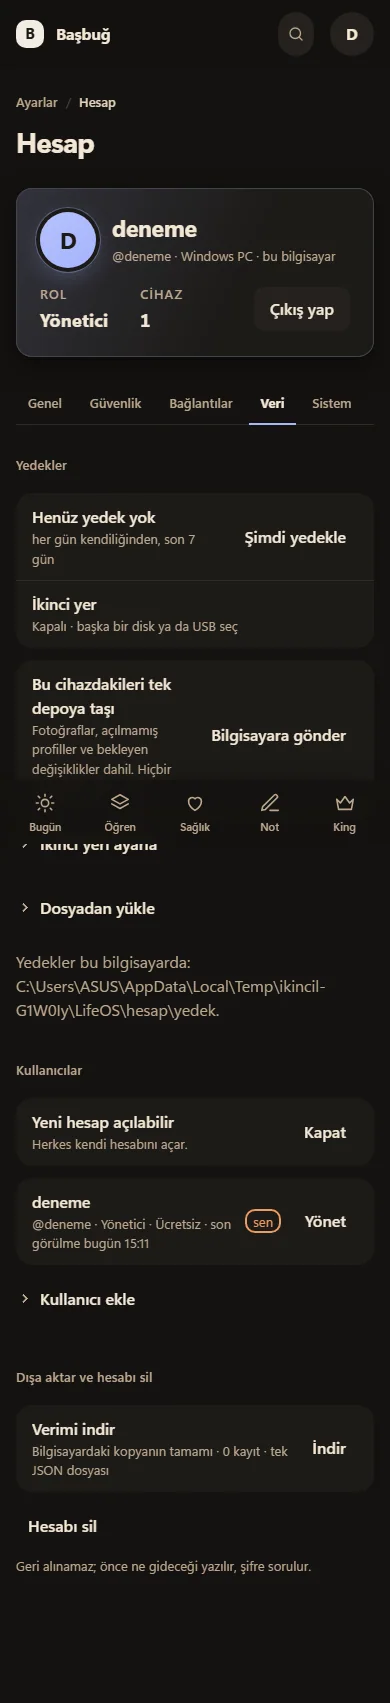 B Başbuğ D
Ayarlar / Hesap
Hesap
D deneme
@deneme · Windows PC · bu bilgisayar
ROL CİHAZ
Yönetici 1 Çıkış yap
Genel Güvenlik Bağlantılar Veri Sistem
Yedekler
Henüz yedek yok
her gün kendiliğinden, son 7
gün
Şimdi yedekle
İkinci yer
Kapalı · başka bir disk ya da USB seç
Bu cihazdakileri tek
depoya taşı
Fotoğraflar, açılmamış
profiller ve bekleyen
değişiklikler dahil. Hiçbir
Bilgisayara gönder
Bugün Öğren Sağlık Not King
İkinci yeri ayarla
Dosyadan yükle
Yedekler bu bilgisayarda:
C:\Users\ASUS\AppData\Local\Temp\ikincil-
G1W0Iy\LifeOS\hesap\yedek.
Kullanıcılar
Yeni hesap açılabilir
Herkes kendi hesabını açar.
Kapat
deneme
@deneme · Yönetici · Ücretsiz · son
görülme bugün 15:11
sen Yönet
Kullanıcı ekle
Dışa aktar ve hesabı sil
Verimi indir
Bilgisayardaki kopyanın tamamı · 0 kayıt · tek
JSON dosyası
İndir
Hesabı sil
Geri alınamaz; önce ne gideceği yazılır, şifre sorulur.